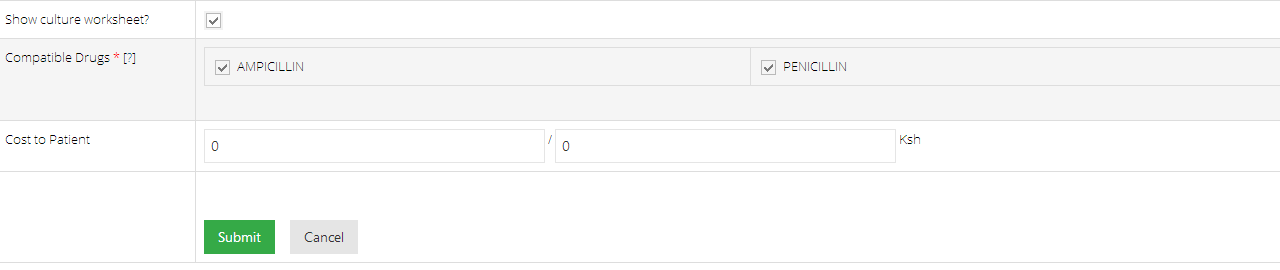 Show culture worksheet?
Compatible Drugs * [?]
AMPICILLIN
PENICILLIN
Cost to Patient
0 / 0 Ksh
Submit
Cancel